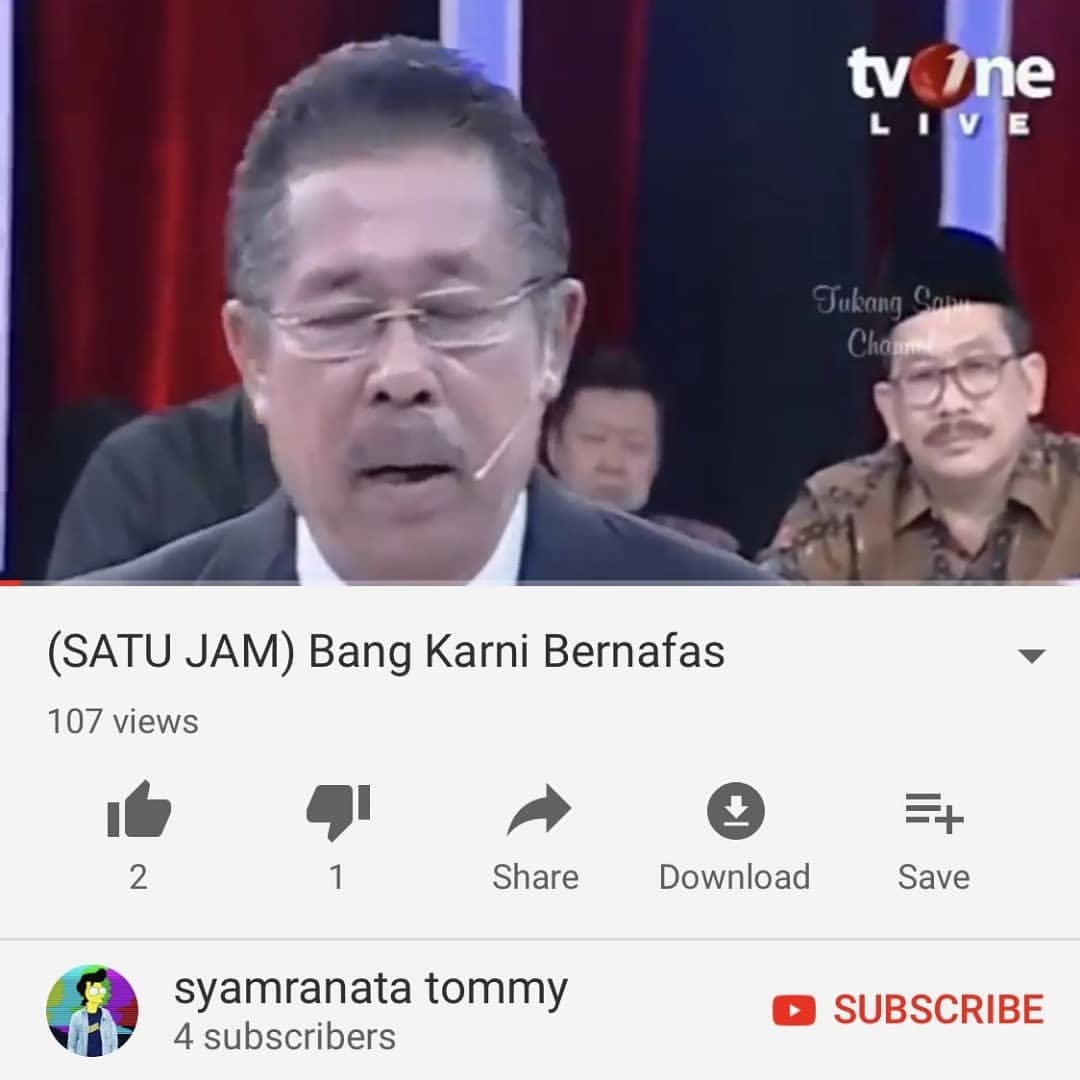 tvOne
LIVE
Tukang Sapu
Channel
(SATU JAM) Bang Karni Bernafas
107 views
2
1
Share
Download
Save
syamranata tommy
4 subscribers
SUBSCRIBE